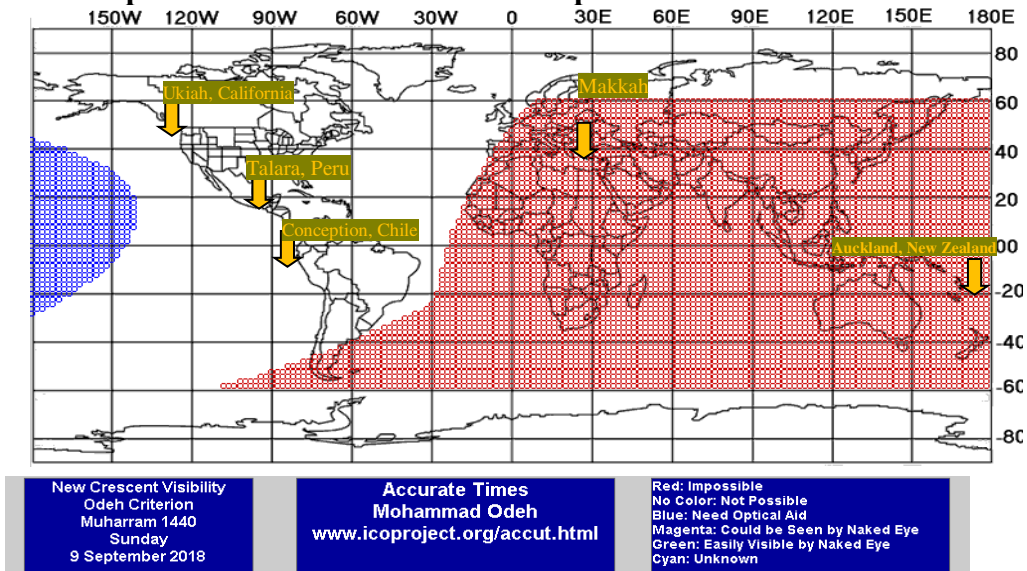 150W 120W 90W 60W 30W 0 30E 60E 90E 120E 150E 180E
80
60
40
20
00
-20
-40
-60
-80
Ukiah, California
Makkah
Talara, Peru
Conception, Chile
Auckland, New Zealand
New Crescent Visibility
Odeh Criterion
Muharram 1440
Sunday
9 September 2018
Accurate Times
Mohammad Odeh
www.icoproject.org/accut.html
Red: Impossible
No Color: Not Possible
Blue: Need Optical Aid
Magenta: Could be Seen by Naked Eye
Green: Easily Visible by Naked Eye
Cyan: Unknown